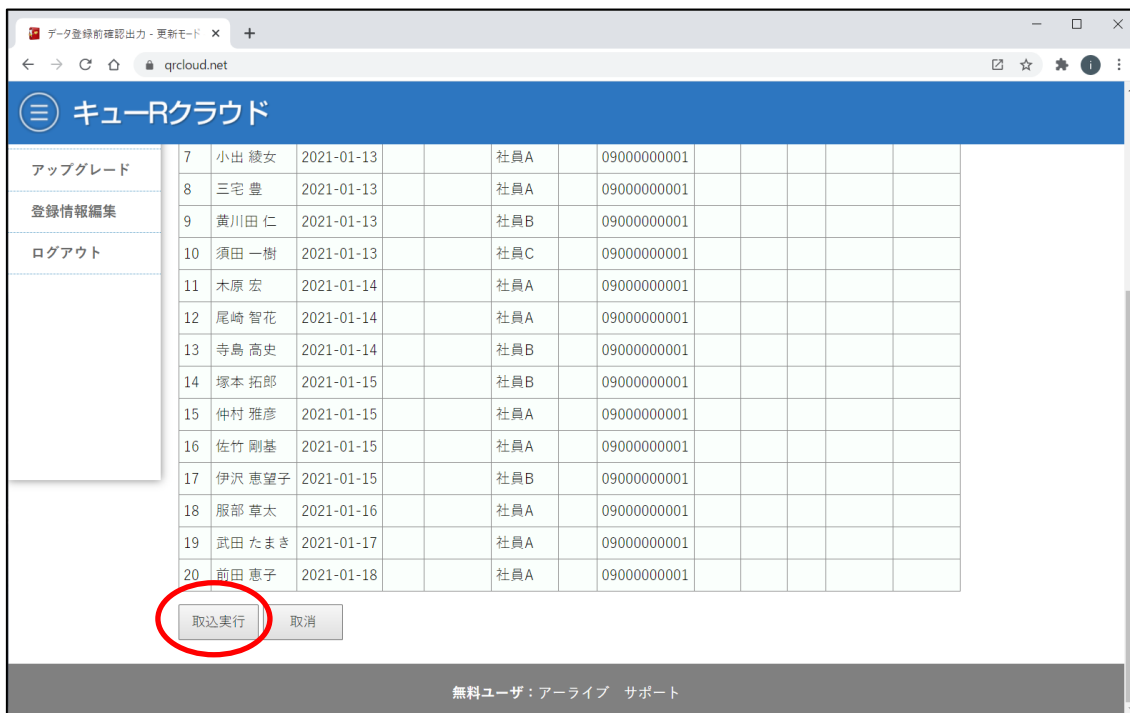 データ登録前確認出力 - 更新モード
qrcloud.net
i
キューRクラウド
アップグレード
登録情報編集
ログアウト
7 小出 綾女 2021-01-13 社員A 09000000001
8 三宅 豊 2021-01-13 社員A 09000000001
9 黄川田 仁 2021-01-13 社員B 09000000001
10 須田 一樹 2021-01-13 社員C 09000000001
11 木原 宏 2021-01-14 社員A 09000000001
12 尾崎 智花 2021-01-14 社員A 09000000001
13 寺島 高史 2021-01-14 社員B 09000000001
14 塚本 拓郎 2021-01-15 社員B 09000000001
15 仲村 雅彦 2021-01-15 社員A 09000000001
16 佐竹 剛基 2021-01-15 社員A 09000000001
17 伊沢 恵望子 2021-01-15 社員B 09000000001
18 服部 草太 2021-01-16 社員A 09000000001
19 武田 たまき 2021-01-17 社員A 09000000001
20 前田 恵子 2021-01-18 社員A 09000000001
取込実行 取消
無料ユーザ：アーライブ サポート